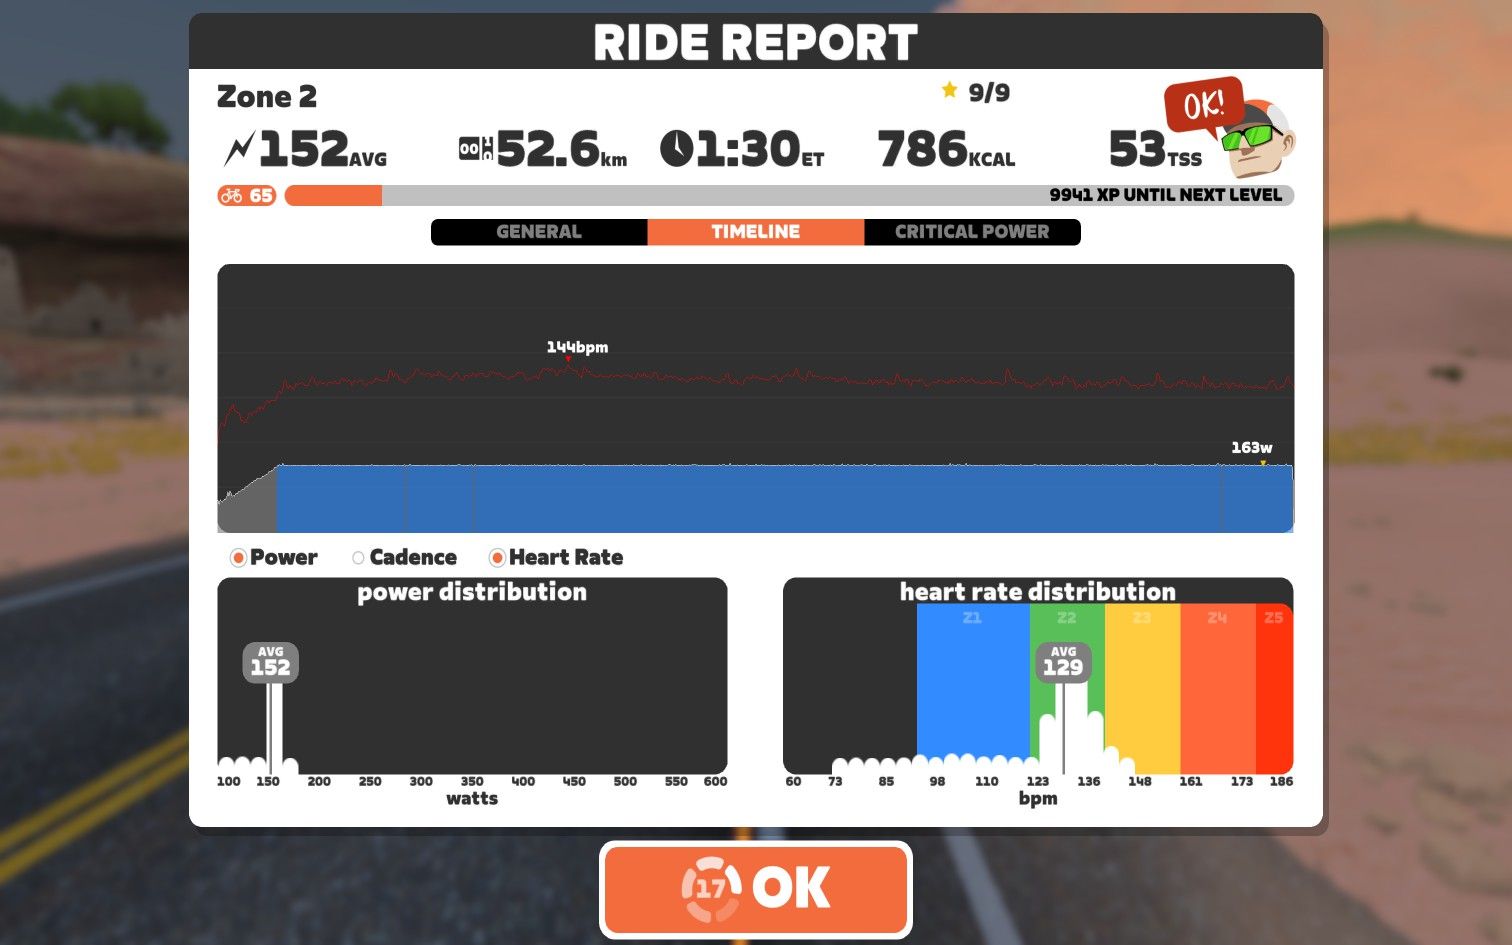 RIDE REPORT
Zone 2
9/9
OK!
152AVG
52.6km
1:30ET
786KCAL
53TSS
65
9941 XP UNTIL NEXT LEVEL
GENERAL
TIMELINE
CRITICAL POWER
144bpm
163w
Power
Cadence
Heart Rate
power distribution
AVG
152
100 150 200 250 300 350 400 450 500 550 600
watts
heart rate distribution
Z1 Z2 Z3 Z4 Z5
AVG
129
60 73 85 98 110 123 136 148 161 173 186
bpm
17 OK